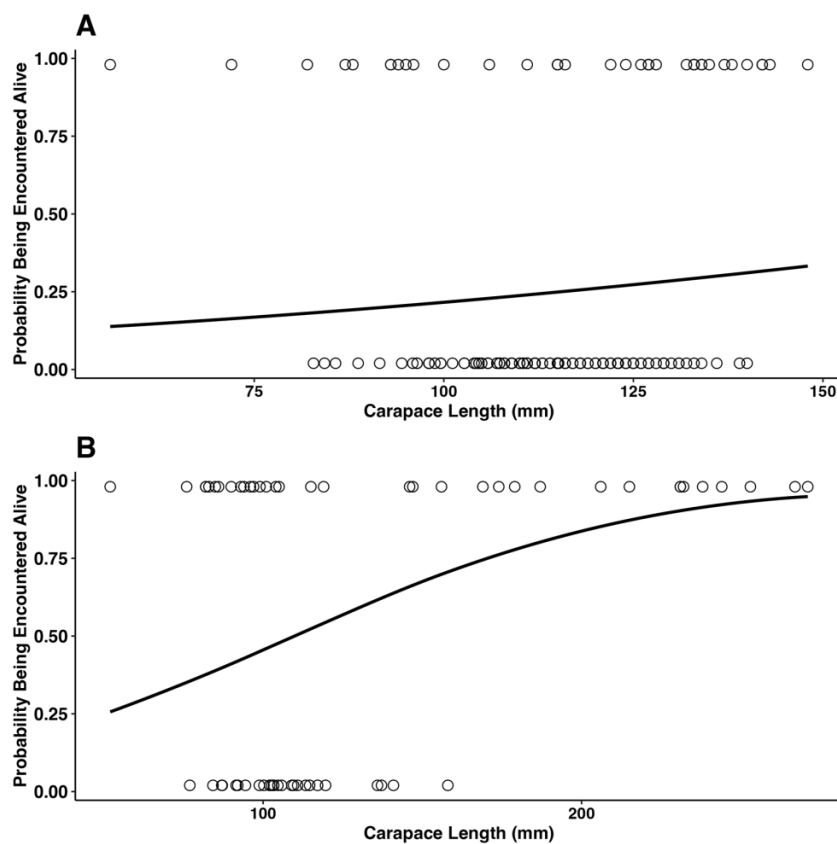 A
Probability Being Encountered Alive
1.00
0.75
0.50
0.25
0.00
75
100
125
150
Carapace Length (mm)
B
Probability Being Encountered Alive
1.00
0.75
0.50
0.25
0.00
100
200
Carapace Length (mm)